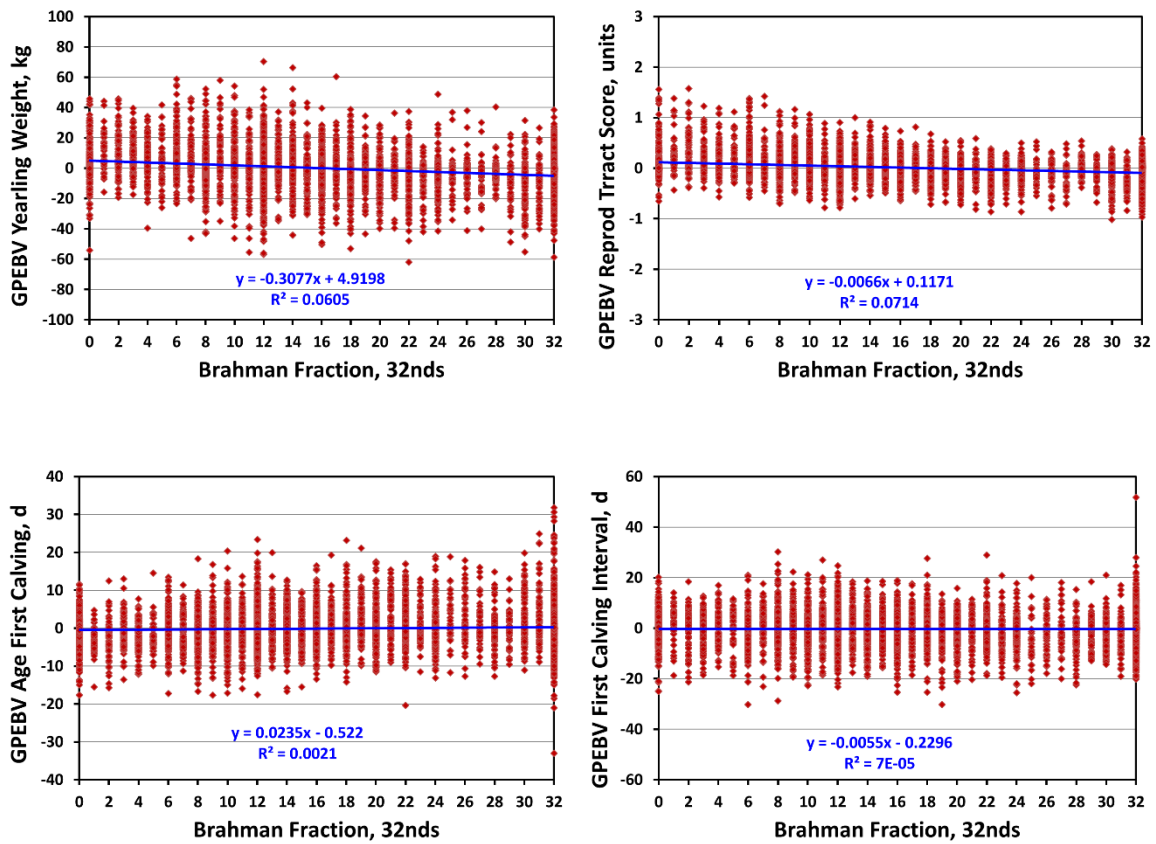 GPEBV Yearling Weight, kg
100
80
60
40
20
0
-20
-40
-60
-80
-100
y = -0.3077x + 4.9198
R² = 0.0605
0 2 4 6 8 10 12 14 16 18 20 22 24 26 28 30 32
Brahman Fraction, 32nds
GPEBV Reprod Trract Score, units
3
2
1
0
-1
-2
-3
y = -0.0066x + 0.1171
R² = 0.0714
0 2 4 6 8 10 12 14 16 18 20 22 24 26 28 30 32
Brahman Fraction, 32nds
GPEBV Age First Calving, d
40
30
20
10
0
-10
-20
-30
-40
y = 0.0235x - 0.522
R² = 0.0021
0 2 4 6 8 10 12 14 16 18 20 22 24 26 28 30 32
Brahman Fraction, 32nds
GPEBV First Calving Interval, d
60
40
20
0
-20
-40
-60
y = -0.0055x - 0.2296
R² = 7E-05
0 2 4 6 8 10 12 14 16 18 20 22 24 26 28 30 32
Brahman Fraction, 32nds